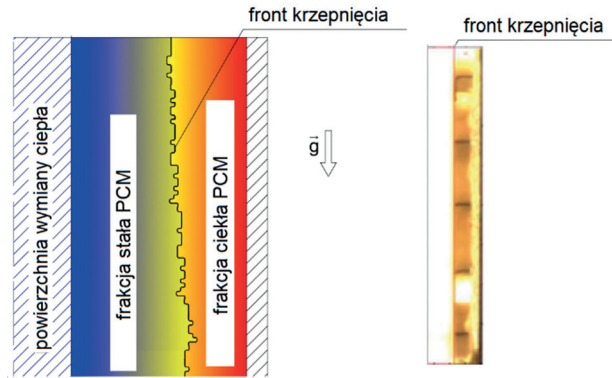 front krzepnięcia
front krzepnięcia
powierzchnia wymiany ciepła
frakcja stała PCM
frakcja ciekła PCM
g